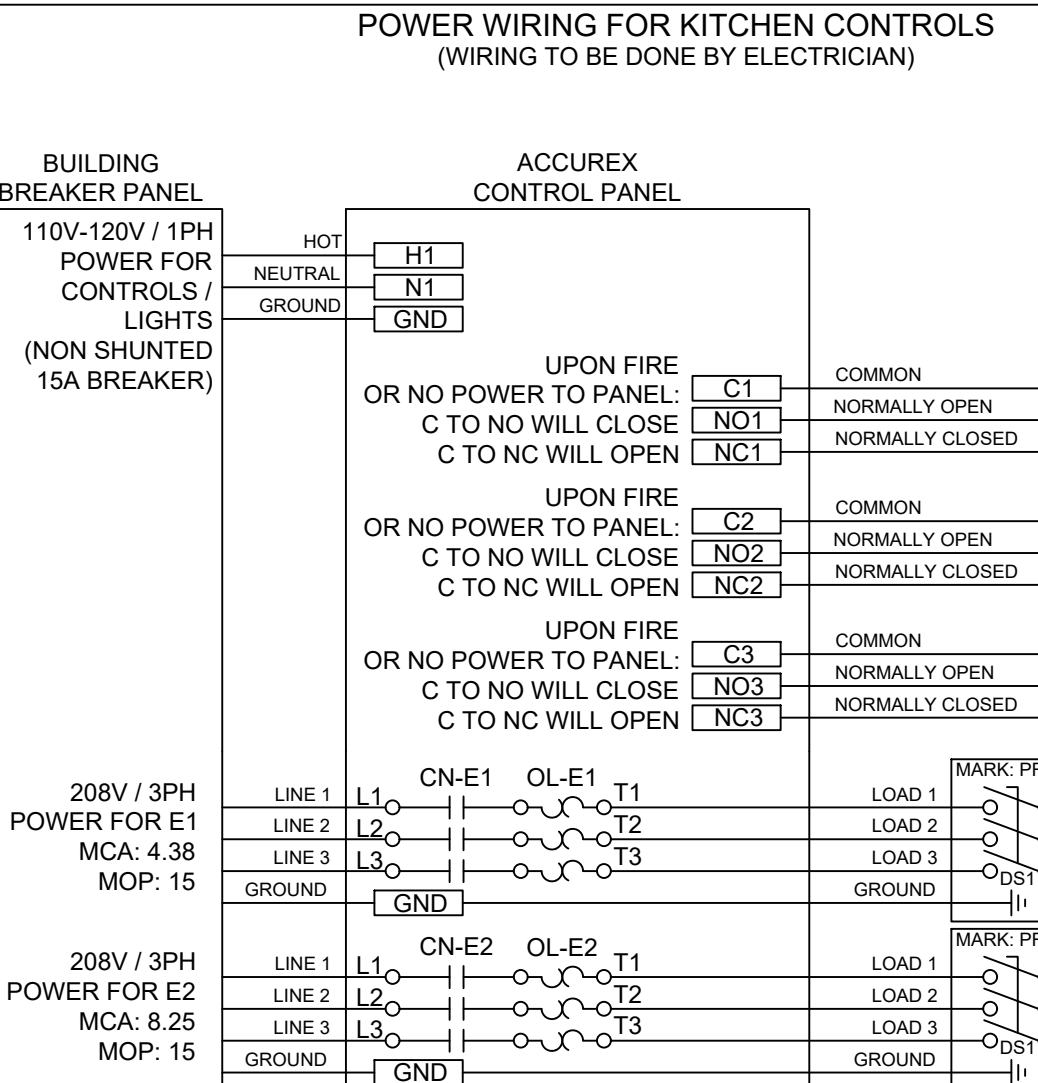 POWER WIRING FOR KITCHEN CONTROLS
(WIRING TO BE DONE BY ELECTRICIAN)
BUILDING
BREAKER PANEL
ACCUREX
CONTROL PANEL
110V-120V / 1PH
POWER FOR
CONTROLS /
LIGHTS
(NON SHUNTED
15A BREAKER)
HOT
NEUTRAL
GROUND
H1
N1
GND
UPON FIRE
OR NO POWER TO PANEL:
C TO NO WILL CLOSE
C TO NC WILL OPEN
C1
NO1
NC1
COMMON
NORMALLY OPEN
NORMALLY CLOSED
UPON FIRE
OR NO POWER TO PANEL:
C TO NO WILL CLOSE
C TO NC WILL OPEN
C2
NO2
NC2
COMMON
NORMALLY OPEN
NORMALLY CLOSED
UPON FIRE
OR NO POWER TO PANEL:
C TO NO WILL CLOSE
C TO NC WILL OPEN
C3
NO3
NC3
COMMON
NORMALLY OPEN
NORMALLY CLOSED
208V / 3PH
POWER FOR E1
MCA: 4.38
MOP: 15
LINE 1
LINE 2
LINE 3
GROUND
L1
L2
L3
GND
CN-E1
OL-E1
T1
T2
T3
LOAD 1
LOAD 2
LOAD 3
GROUND
MARK:
DS1
208V / 3PH
POWER FOR E2
MCA: 8.25
MOP: 15
LINE 1
LINE 2
LINE 3
GROUND
L1
L2
L3
GND
CN-E2
OL-E2
T1
T2
T3
LOAD 1
LOAD 2
LOAD 3
GROUND
MARK:
DS1